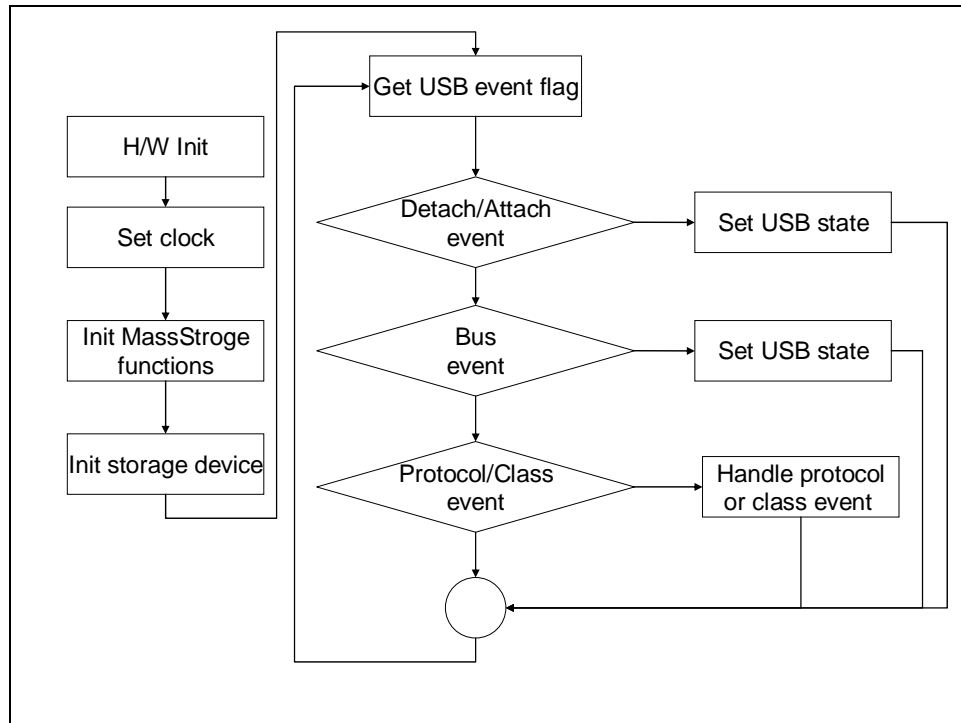 Get USB event flag
H/W Init
Set clock
Init MassStroge
functions
Init storage device
Detach/Attach
event
Set USB state
Bus
event
Set USB state
Protocol/Class
event
Handle protocol
or class event